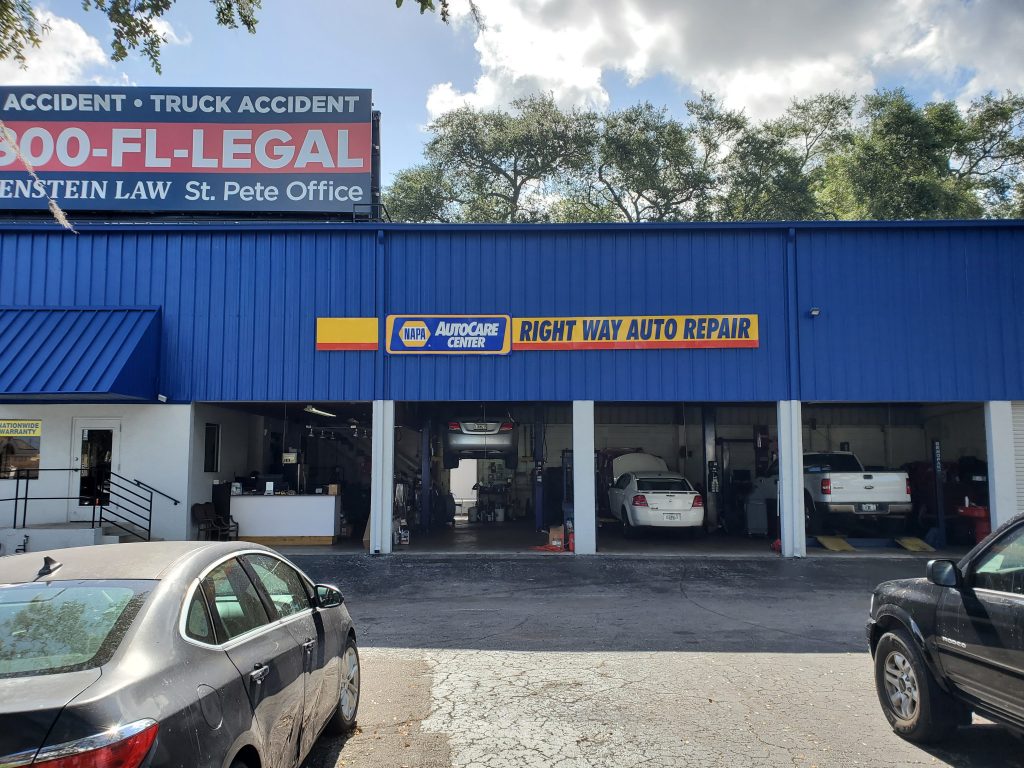 ACCIDENT • TRUCK ACCIDENT
800-FL-LEGAL
ENSTEIN LAW St. Pete Office
NAPA AUTOCARE CENTER
RIGHT WAY AUTO REPAIR
NATIONWIDE
WARRANTY